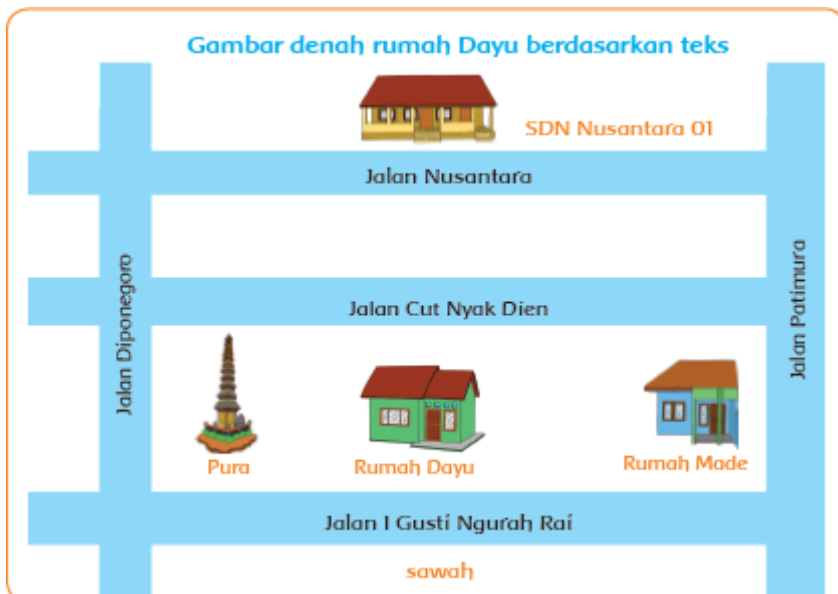 Gambar denah rumah Dayu berdasarkan teks
SDN Nusantara 01
Jalan Nusantara
Jalan Diponegoro
Jalan Cut Nyak Dien
Jalan Patimura
Pura
Rumah Dayu
Rumah Made
Jalan I Gusti Ngurah Rai
sawah